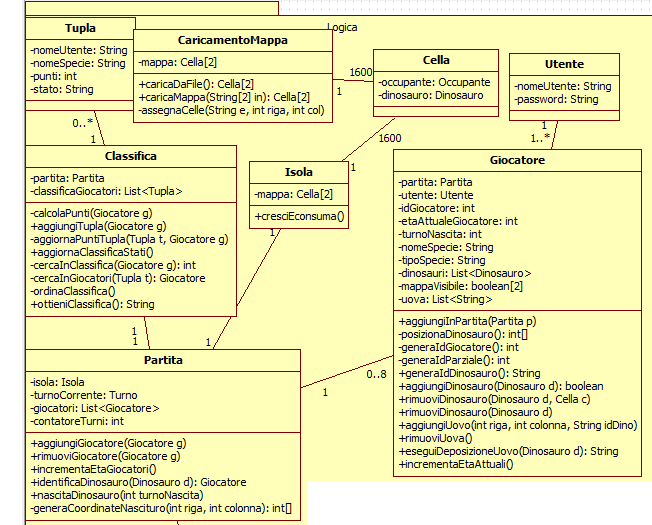 Logica
Tupla
-nomeUtente: String
-nomeSpecie: String
-punti: int
-stato: String
CaricamentoMappa
-mappa: Cella[2]
+caricaDaFile(): Cella[2]
+caricaMappa(String[2] in): Cella[2]
-assegnaCelle(String e, int riga, int col)
1600
1
Cella
-occupante: Occupante
-dinosauro: Dinosauro
Utente
-nomeUtente: String
-password: String
0..*
1
1600
1
1
1..*
Classifica
-partita: Partita
-classificaGiocatori: List<Tupla>
-calcolaPunti(Giocatore g)
+aggiungiTupla(Giocatore g)
-aggiornaPuntiTupla(Tupla t, Giocatore g)
+aggiornaClassificaStati()
-cercaInClassifica(Giocatore g): int
-cercaInGiocatori(Tupla t): Giocatore
-ordinaClassifica()
+ottieniClassifica(): String
Isola
-mappa: Cella[2]
+cresciEconsuma()
1
Giocatore
-partita: Partita
-utente: Utente
-idGiocatore: int
-etaAttualeGiocatore: int
-turnoNascita: int
-nomeSpecie: String
-tipoSpecie: String
-dinosauri: List<Dinosauro>
-mappaVisibile: boolean[2]
-uova: List<String>
+aggiungiInPartita(Partita p)
-posizionaDinosauro(): int[]
-generaIdGiocatore(): int
-generaIdParziale(): int
+generaIdDinosauro(): String
+aggiungiDinosauro(Dinosauro d): boolean
+rimuoviDinosauro(Dinosauro d, Cella c)
+rimuoviDinosauro(Dinosauro d)
+aggiungiUovo(int riga, int colonna, String idDino)
+rimuoviUova()
+eseguiDeposizioneUovo(Dinosauro d): String
+incrementaEtaAttuali()
1
1
1
0..8
1
Partita
-isola: Isola
-turnoCorrente: Turno
-giocatori: List<Giocatore>
-contatoreTurni: int
+aggiungiGiocatore(Giocatore g)
+rimuoviGiocatore(Giocatore g)
+incrementaEtaGiocatori()
+identificaDinosauro(Dinosauro d): Giocatore
+nascitaDinosauro(int turnoNascita)
-generaCoordinateNascituro(int riga, int colonna): int[]